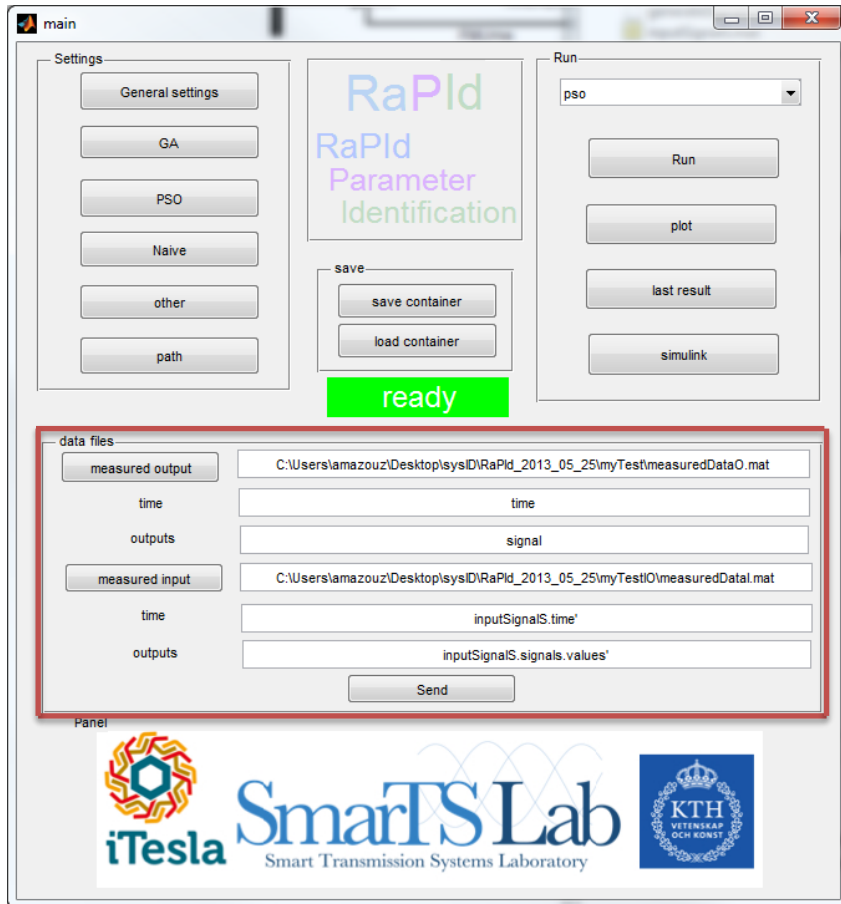 main
Settings
General settings
GA
PSO
Naive
other
path
RaPId
RaPId
Parameter
Identification
save
save container
load container
ready
Run
pso
Run
plot
last result
simulink
data files
measured output
C:\Users\amazouz\Desktop\sysID\RaPId_2013_05_25\myTest\measuredDataO.mat
time
time
outputs
signal
measured input
C:\Users\amazouz\Desktop\sysID\RaPId_2013_05_25\myTestIO\measuredDataI.mat
time
inputSignalS.time'
outputs
inputSignalS.signals.values'
Send
Panel
iTesla
SmarTS Lab
Smart Transmission Systems Laboratory
KTH
VETENSKAP
OCH KONST